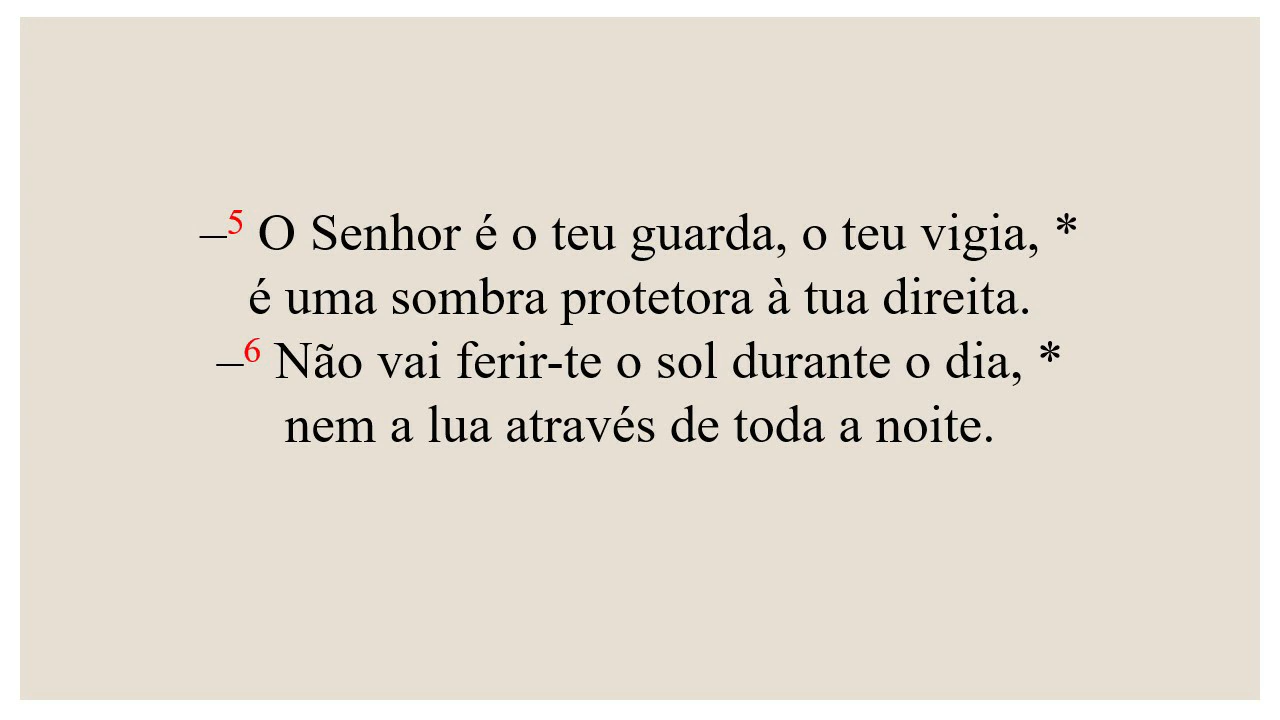 –5 O Senhor é o teu guarda, o teu vigia, *
é uma sombra protetora à tua direita.
–6 Não vai ferir-te o sol durante o dia, *
nem a lua através de toda a noite.